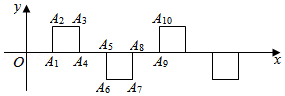 y
A₂ A₃ A₁₀
A₅ A₈
O A₁ A₄ A₉ x
A₆ A₇